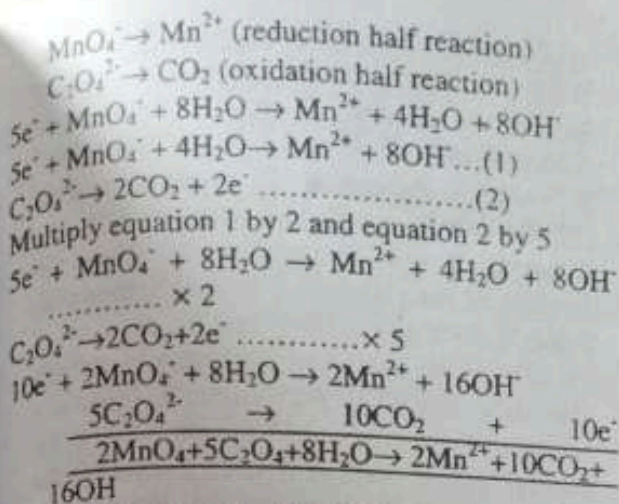 MnO₄⁻→ Mn²⁺ (reduction half reaction)
C₂O₄²⁻→ CO₂ (oxidation half reaction)
5e⁻ + MnO₄⁻ + 8H₂O → Mn²⁺ + 4H₂O + 8OH⁻
5e⁻ + MnO₄⁻ + 4H₂O→ Mn²⁺ + 8OH⁻...(1)
C₂O₄²⁻→ 2CO₂ + 2e⁻ ......................(2)
Multiply equation 1 by 2 and equation 2 by 5
5e⁻ + MnO₄⁻ + 8H₂O → Mn²⁺ + 4H₂O + 8OH⁻
............ × 2
C₂O₄²⁻→2CO₂+2e⁻ .............× 5
10e⁻ + 2MnO₄⁻ + 8H₂O → 2Mn²⁺ + 16OH⁻
5C₂O₄²⁻ → 10CO₂ + 10e⁻
2MnO₄+5C₂O₄+8H₂O→ 2Mn²⁺+10CO₂+
16OH